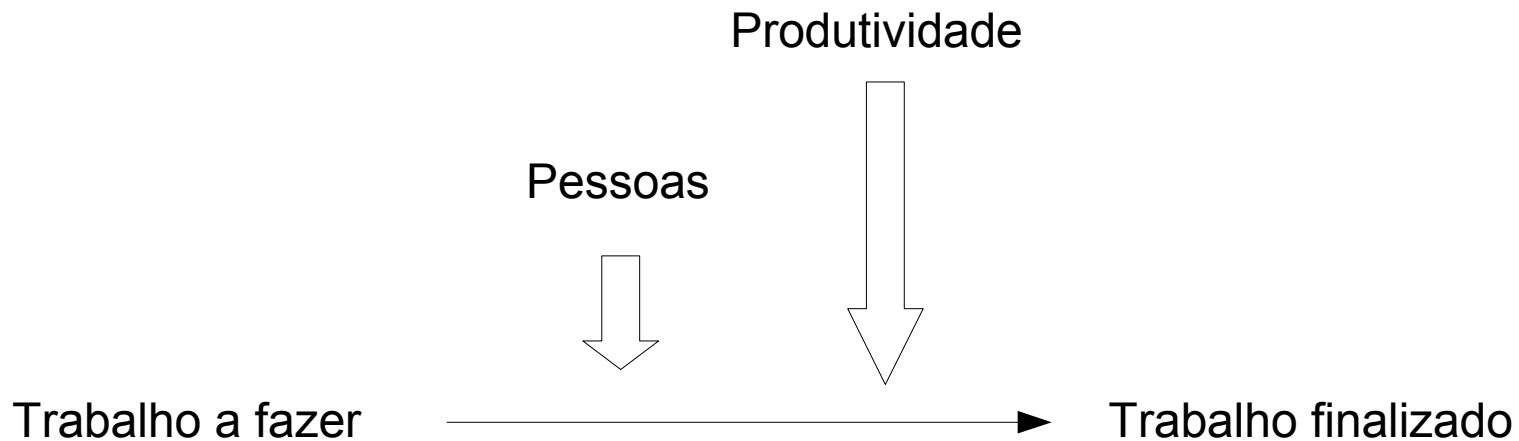 Produtividade
Pessoas
Trabalho a fazer
Trabalho finalizado